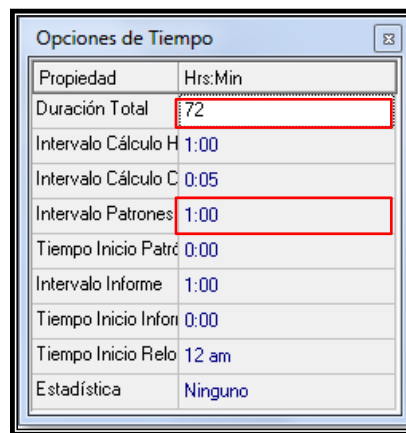 Opciones de Tiempo
Propiedad Hrs:Min
Duración Total 72
Intervalo Cálculo H 1:00
Intervalo Cálculo C 0:05
Intervalo Patrones 1:00
Tiempo Inicio Patró 0:00
Intervalo Informe 1:00
Tiempo Inicio Infor 0:00
Tiempo Inicio Relo 12 am
Estadística Ninguno